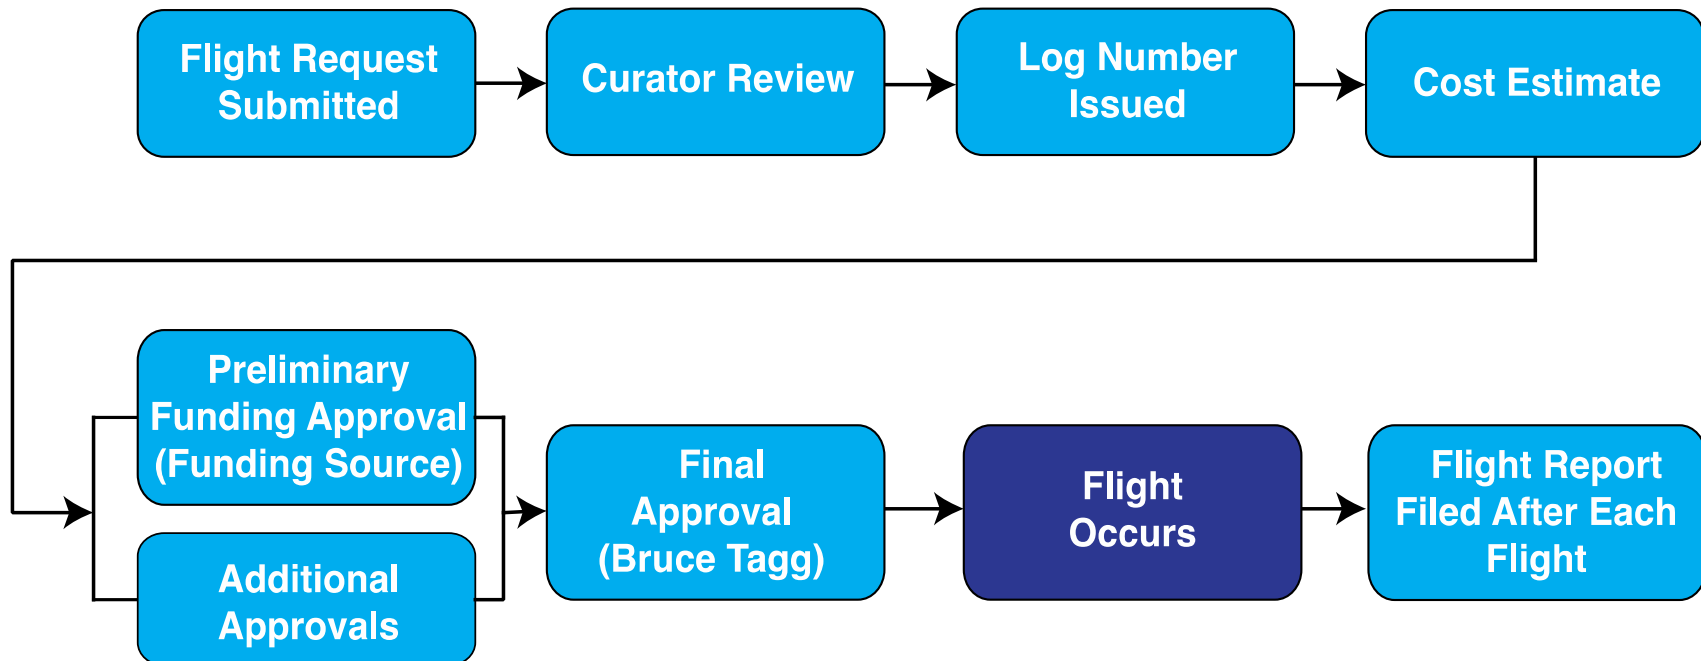 Flight Request
Submitted
Curator Review
Log Number
Issued
Cost Estimate
Preliminary
Funding Approval
(Funding Source)
Additional
Approvals
Final
Approval
(Bruce Tagg)
Flight
Occurs
Flight Report
Filed After Each
Flight